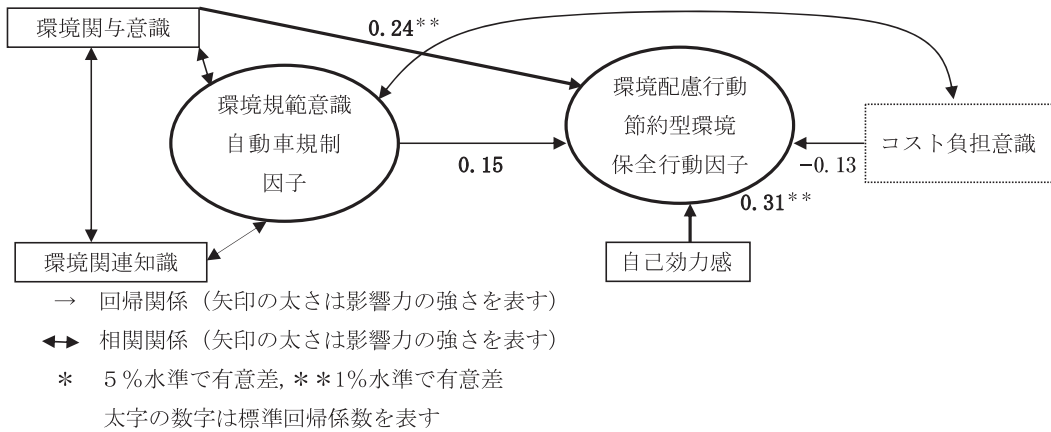 環境関与意識
0.24**
環境規範意識
自動車規制
因子
0.15
環境配慮行動
節約型環境
保全行動因子
-0.13
コスト負担意識
0.31**
環境関連知識
自己効力感
→ 回帰関係（矢印の太さは影響力の強さを表す）
↔ 相関関係（矢印の太さは影響力の強さを表す）
＊ ５％水準で有意差,＊＊1％水準で有意差
太字の数字は標準回帰係数を表す